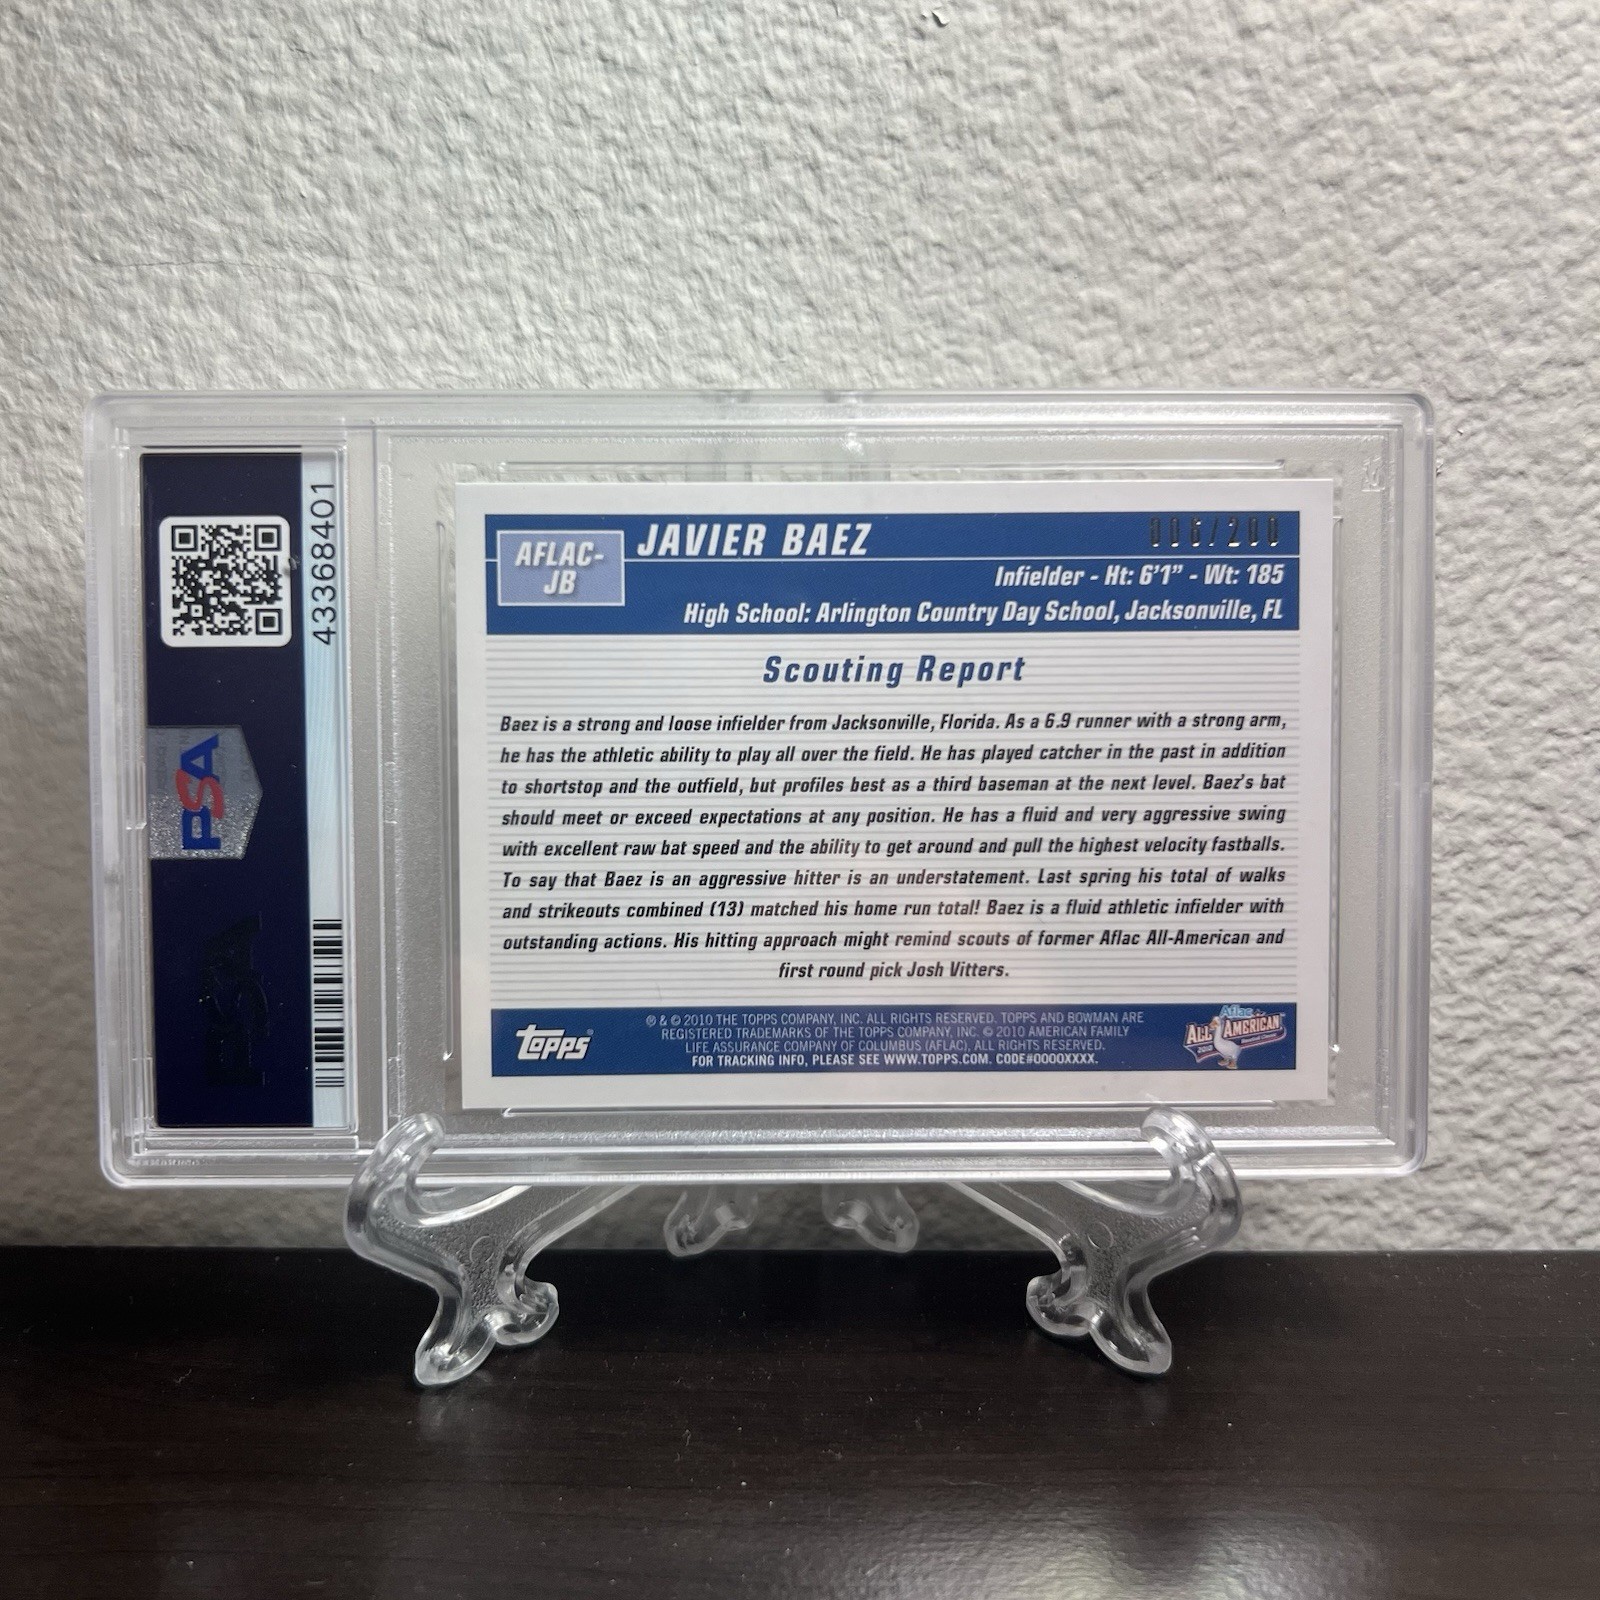 43368401
PSA
PSA
AFLAC-
JB
JAVIER BAEZ
006/200
Infielder - Ht: 6'1" - Wt: 185
High School: Arlington Country Day School, Jacksonville, FL
Scouting Report
Baez is a strong and loose infielder from Jacksonville, Florida. As a 6.9 runner with a strong arm,
he has the athletic ability to play all over the field. He has played catcher in the past in addition
to shortstop and the outfield, but profiles best as a third baseman at the next level. Baez's bat
should meet or exceed expectations at any position. He has a fluid and very aggressive swing
with excellent raw bat speed and the ability to get around and pull the highest velocity fastballs.
To say that Baez is an aggressive hitter is an understatement. Last spring his total of walks
and strikeouts combined (13) matched his home run total! Baez is a fluid athletic infielder with
outstanding actions. His hitting approach might remind scouts of former Aflac All-American and
first round pick Josh Vitters.
Topps
® & © 2010 THE TOPPS COMPANY, INC. ALL RIGHTS RESERVED. TOPPS AND BOWMAN ARE
REGISTERED TRADEMARKS OF THE TOPPS COMPANY, INC. © 2010 AMERICAN FAMILY
LIFE ASSURANCE COMPANY OF COLUMBUS (AFLAC), ALL RIGHTS RESERVED.
FOR TRACKING INFO, PLEASE SEE WWW.TOPPS.COM. CODE#0000XXXX.
Aflac
ALL AMERICAN
2010